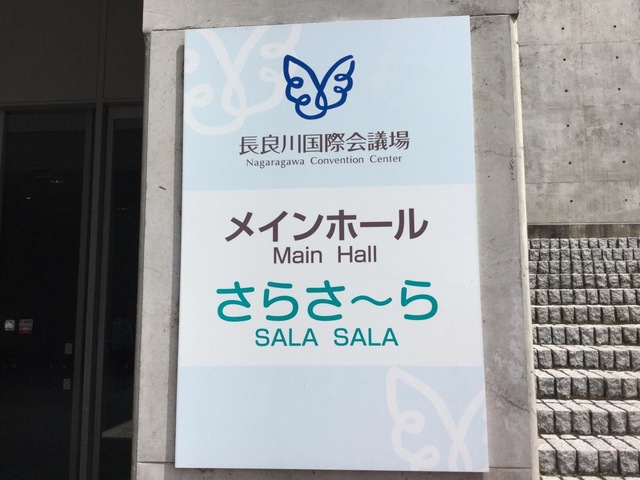 長良川国際会議場
Nagaragawa Convention Center
メインホール
Main Hall
さらさ～ら
SALA SALA